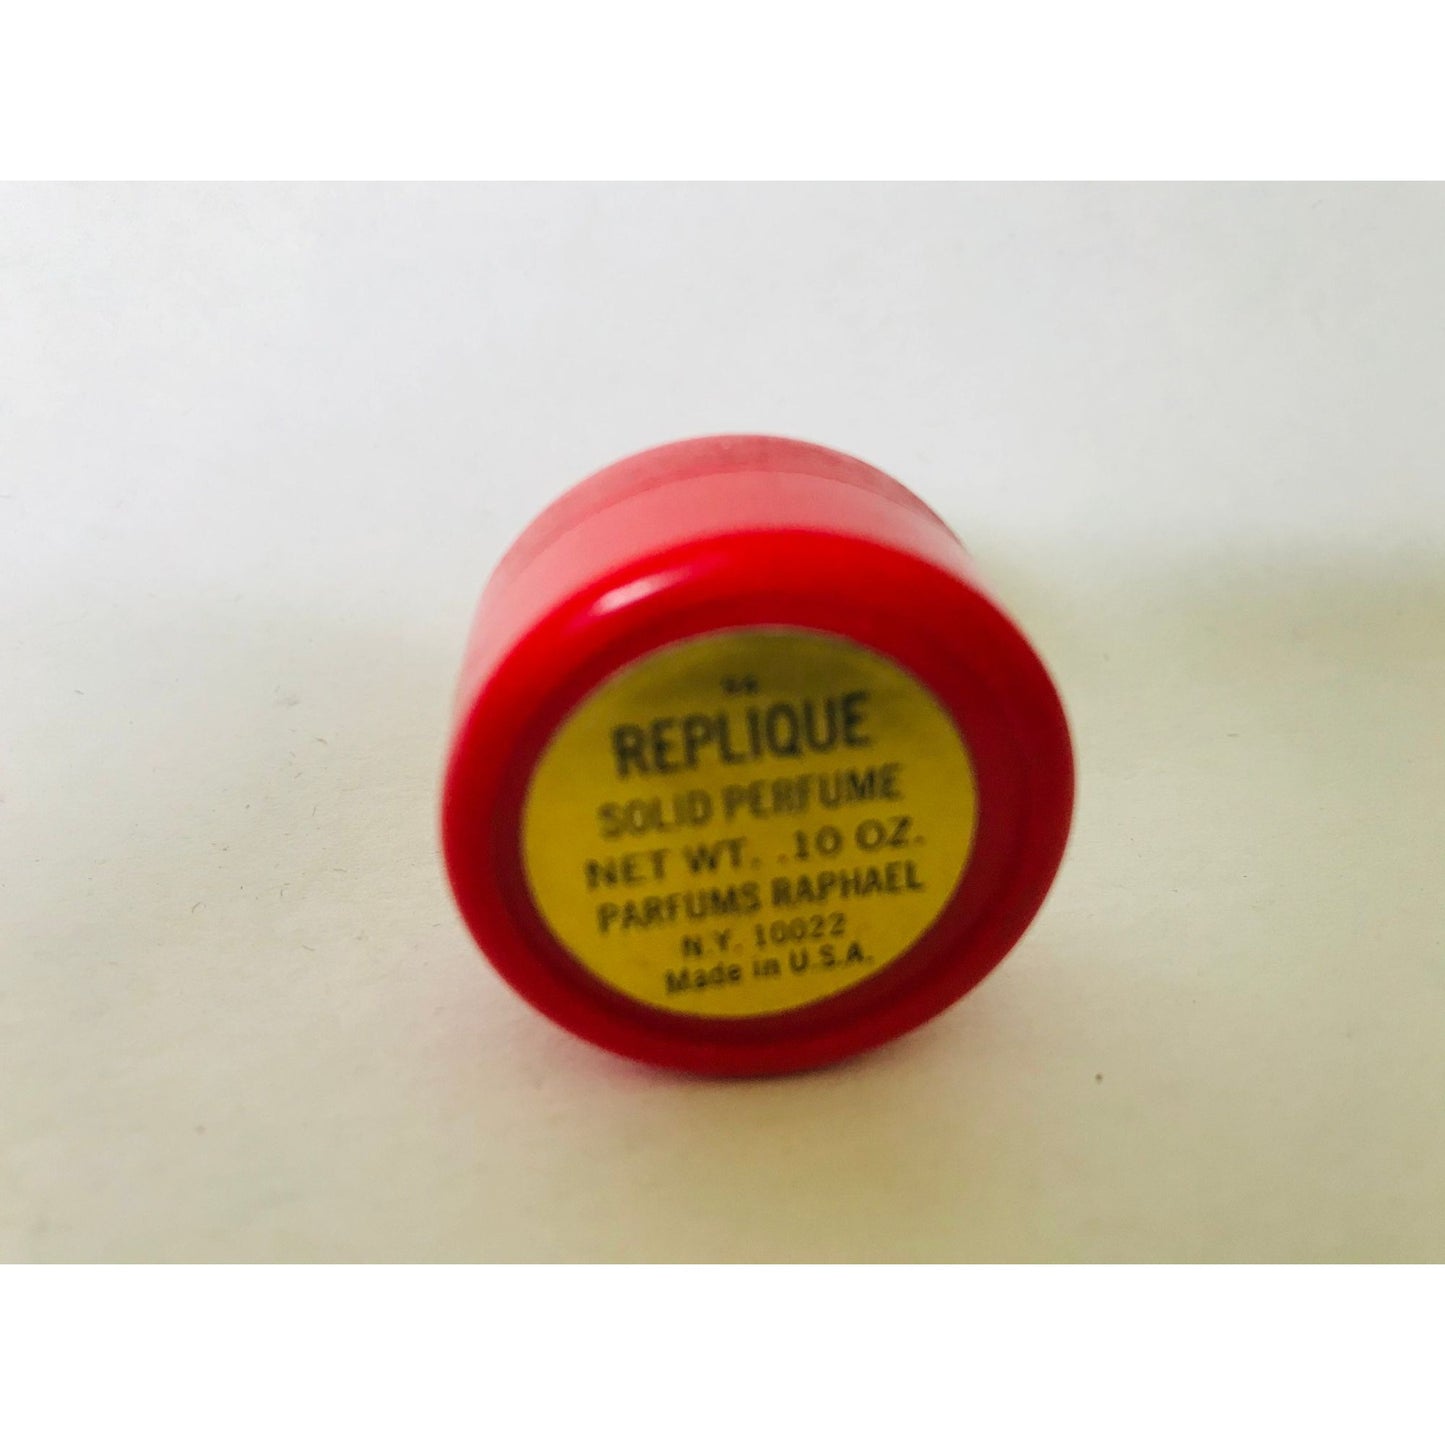 REPLIQUE
SOLID PERFUME
NET WT. .10 OZ.
PARFUMS RAPHAEL
N.Y. 10022
Made in U.S.A.